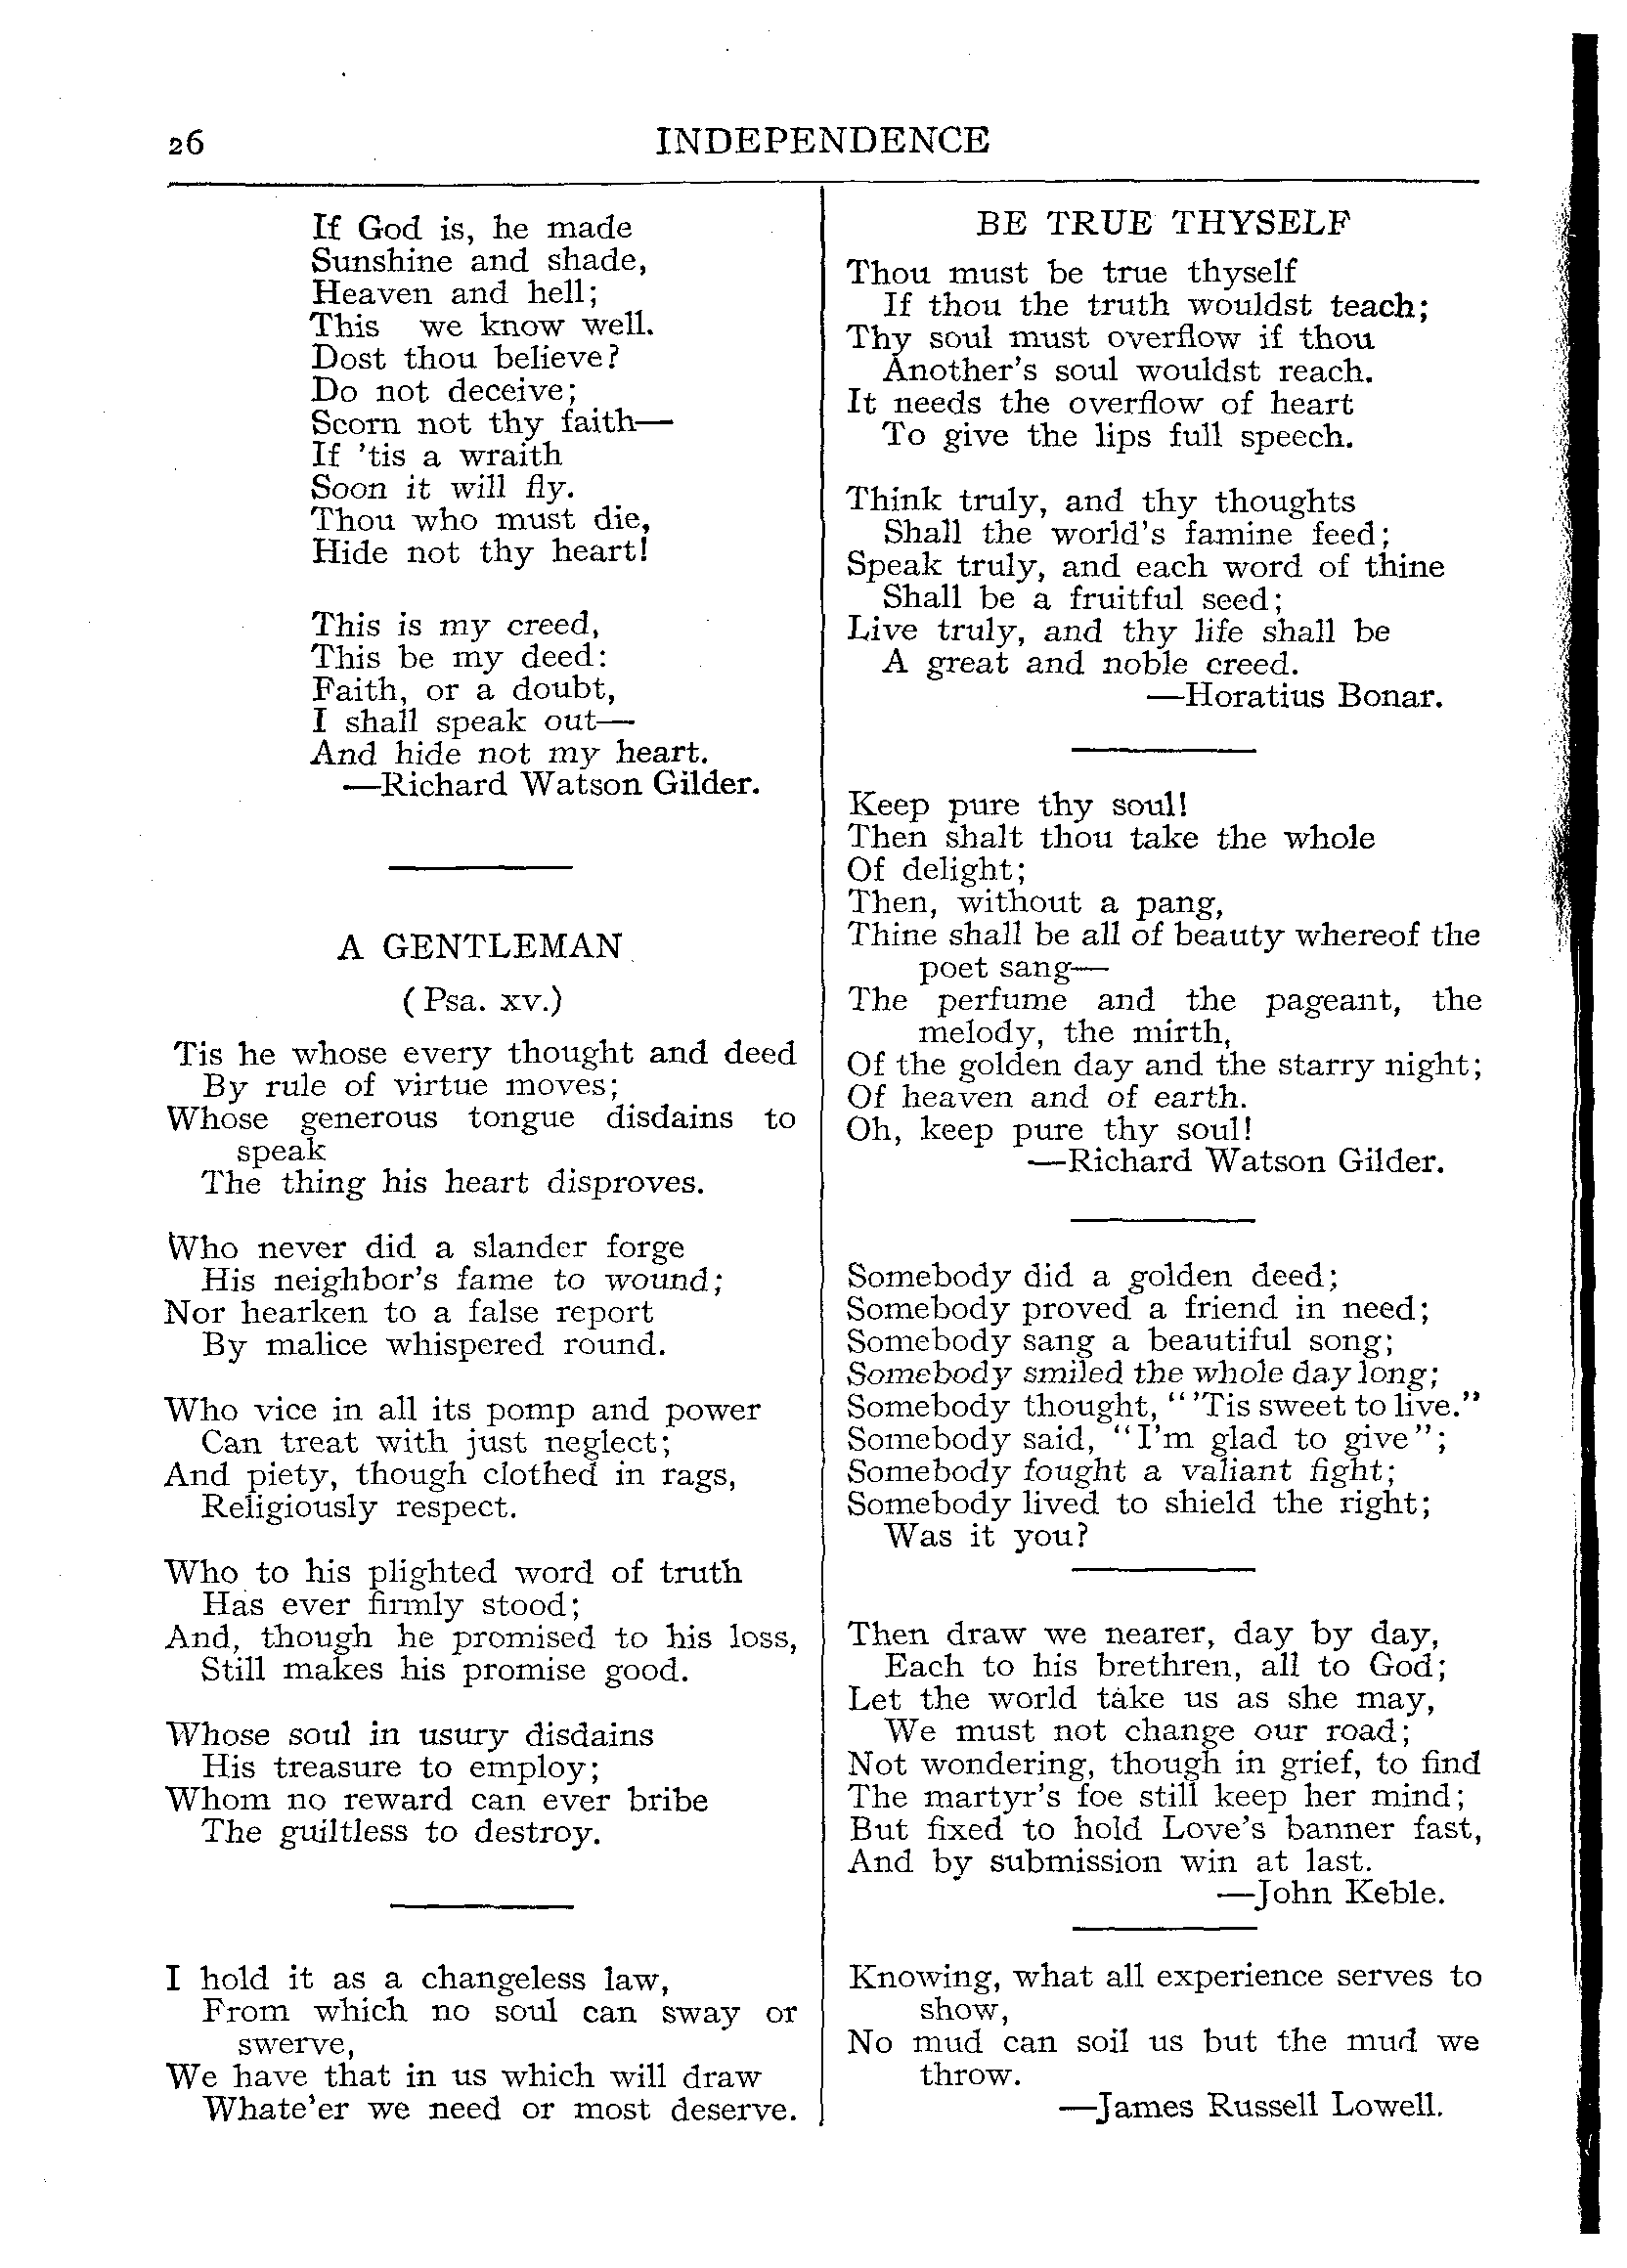 26
INDEPENDENCE
If God is, he made
Sunshine and shade,
Heaven and hell;
This we know well.
Dost thou believe?
Do not deceive;
Scorn not thy faith—
If 'tis a wraith
Soon it will fly.
Thou who must die,
Hide not thy heart!
This is my creed,
This be my deed:
Faith, or a doubt,
I shall speak out—
And hide not my heart.
—Richard Watson Gilder.
A GENTLEMAN
(Psa. xv.)
Tis he whose every thought and deed
By rule of virtue moves;
Whose generous tongue disdains to
speak
The thing his heart disproves.
Who never did a slander forge
His neighbor's fame to wound;
Nor hearken to a false report
By malice whispered round.
Who vice in all its pomp and power
Can treat with just neglect;
And piety, though clothed in rags,
Religiously respect.
Who to his plighted word of truth
Has ever firmly stood;
And, though he promised to his loss,
Still makes his promise good.
Whose soul in usury disdains
His treasure to employ;
Whom no reward can ever bribe
The guiltless to destroy.
I hold it as a changeless law,
From which no soul can sway or
swerve,
We have that in us which will draw
Whate'er we need or most deserve.
BE TRUE THYSELF
Thou must be true thyself
If thou the truth wouldst teach;
Thy soul must overflow if thou
Another's soul wouldst reach.
It needs the overflow of heart
To give the lips full speech.
Think truly, and thy thoughts
Shall the world's famine feed;
Speak truly, and each word of thine
Shall be a fruitful seed;
Live truly, and thy life shall be
A great and noble creed.
—Horatius Bonar.
Keep pure thy soul!
Then shalt thou take the whole
Of delight;
Then, without a pang,
Thine shall be all of beauty whereof the
poet sang—
The perfume and the pageant, the
melody, the mirth,
Of the golden day and the starry night;
Of heaven and of earth.
Oh, keep pure thy soul!
—Richard Watson Gilder.
Somebody did a golden deed;
Somebody proved a friend in need;
Somebody sang a beautiful song;
Somebody smiled the whole day long;
Somebody thought, "'Tis sweet to live."
Somebody said, "I'm glad to give";
Somebody fought a valiant fight;
Somebody lived to shield the right;
Was it you?
Then draw we nearer, day by day,
Each to his brethren, all to God;
Let the world take us as she may,
We must not change our road;
Not wondering, though in grief, to find
The martyr's foe still keep her mind;
But fixed to hold Love's banner fast,
And by submission win at last.
—John Keble.
Knowing, what all experience serves to
show,
No mud can soil us but the mud we
throw.
—James Russell Lowell.